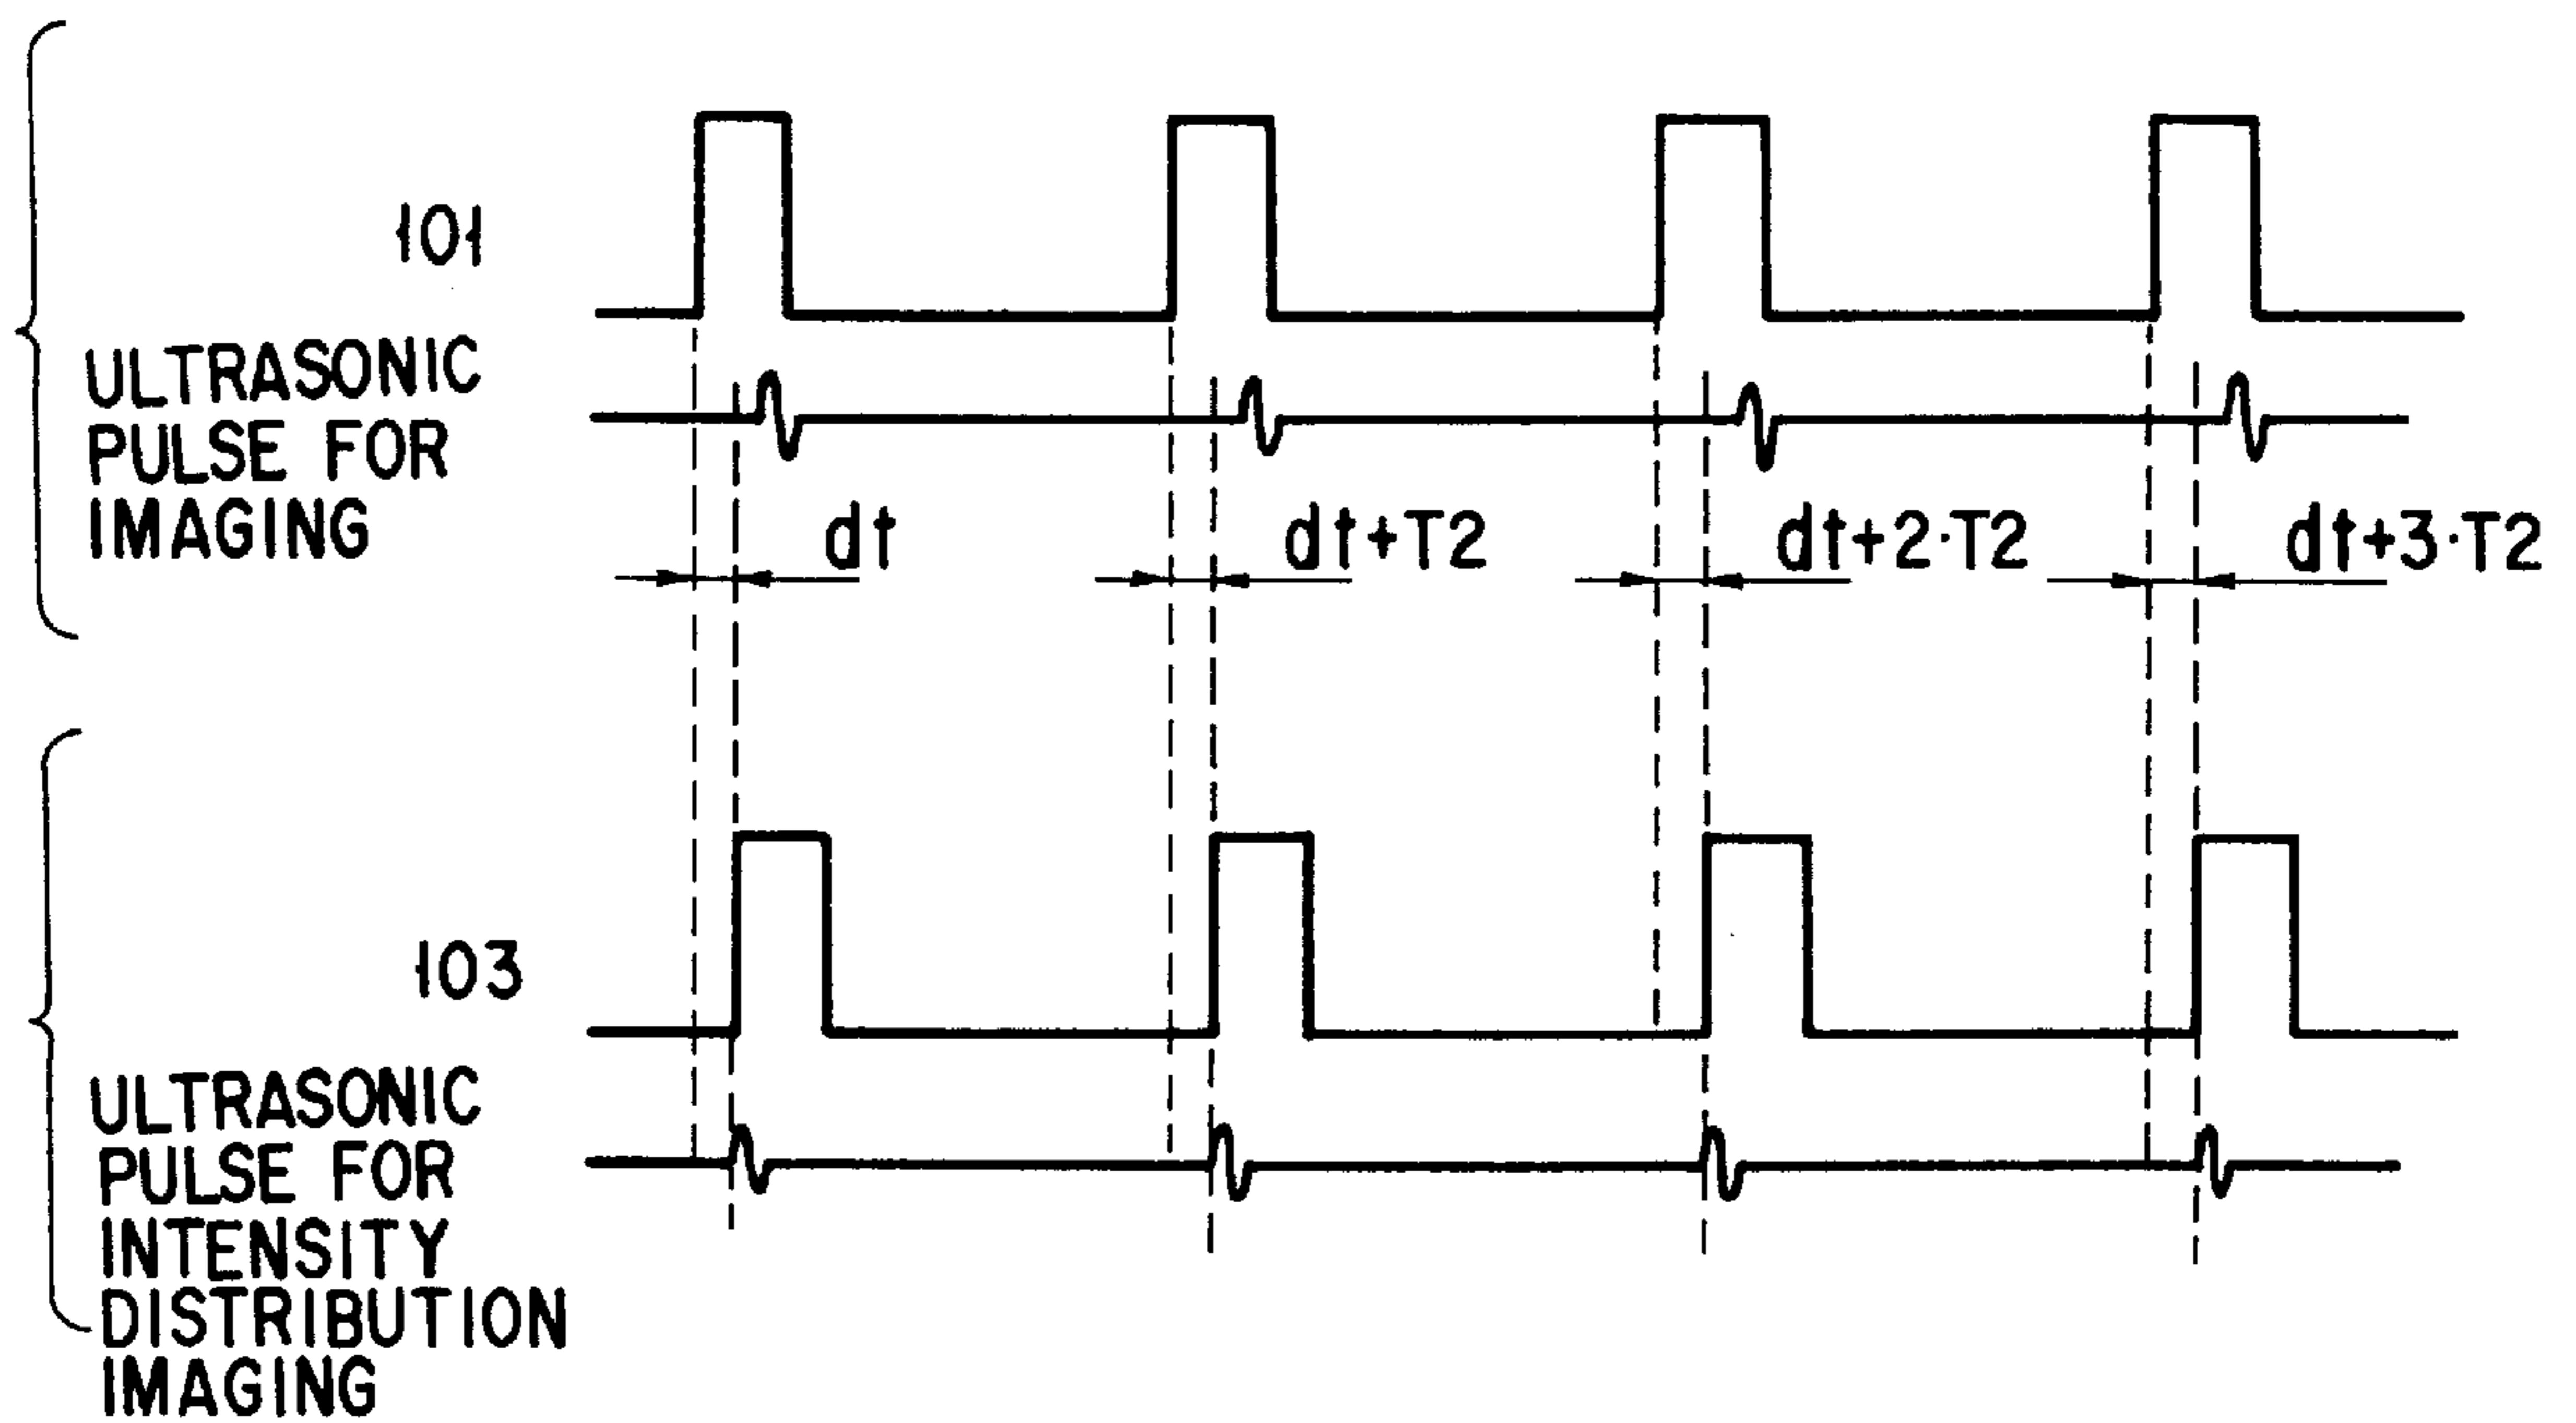 101
ULTRASONIC
PULSE FOR
IMAGING
dt
dt+T2
dt+2·T2
dt+3·T2
103
ULTRASONIC
PULSE FOR
INTENSITY
DISTRIBUTION
IMAGING